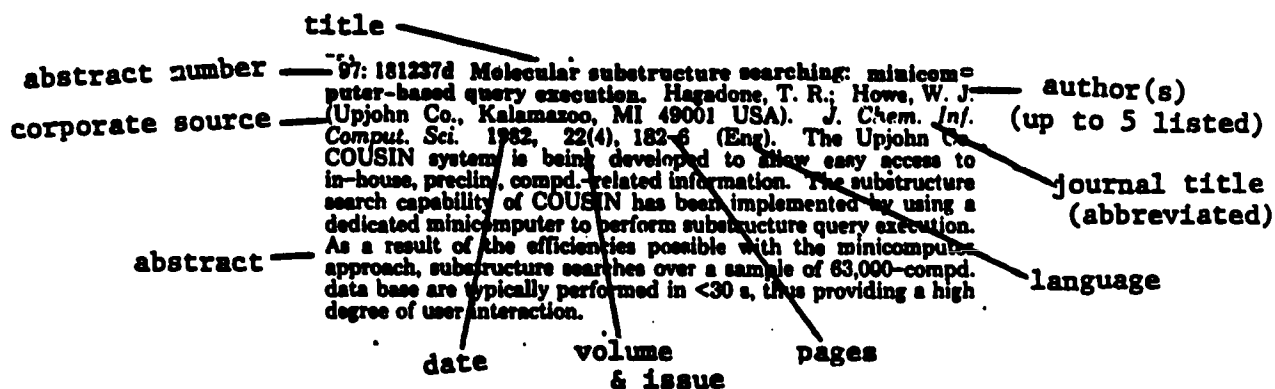 title
abstract number
97: 181237d Molecular substructure searching: minicom=
puter-based query execution. Hagadone, T. R.; Howe, W. J.
author(s)
(up to 5 listed)
corporate source
(Upjohn Co., Kalamazoo, MI 49001 USA). J. Chem. Inf.
Comput. Sci. 1982, 22(4), 182-6 (Eng). The Upjohn Co.
COUSIN system is being developed to allow easy access to
in-house, preclin., compd.-related information. The substructure
search capability of COUSIN has been implemented by using a
dedicated minicomputer to perform substructure query execution.
As a result of the efficiencies possible with the minicomputer
approach, substructure searches over a sample of 63,000-compd.
data base are typically performed in <30 s, thus providing a high
degree of user interaction.
journal title
(abbreviated)
abstract
language
date
volume
& issue
pages